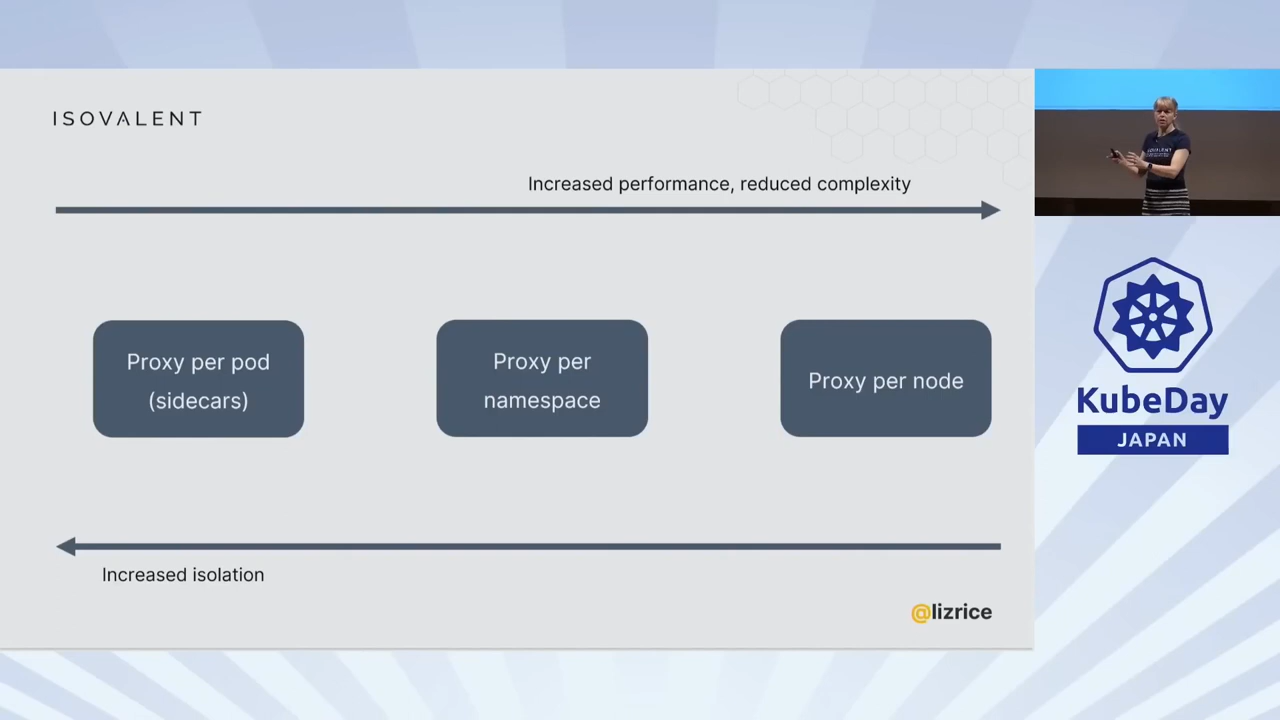 ISOVALENT
Increased performance, reduced complexity
Proxy per pod
(sidecars)
Proxy per
namespace
Proxy per node
Increased isolation
@lizrice
ISOVALENT
KubeDay
JAPAN